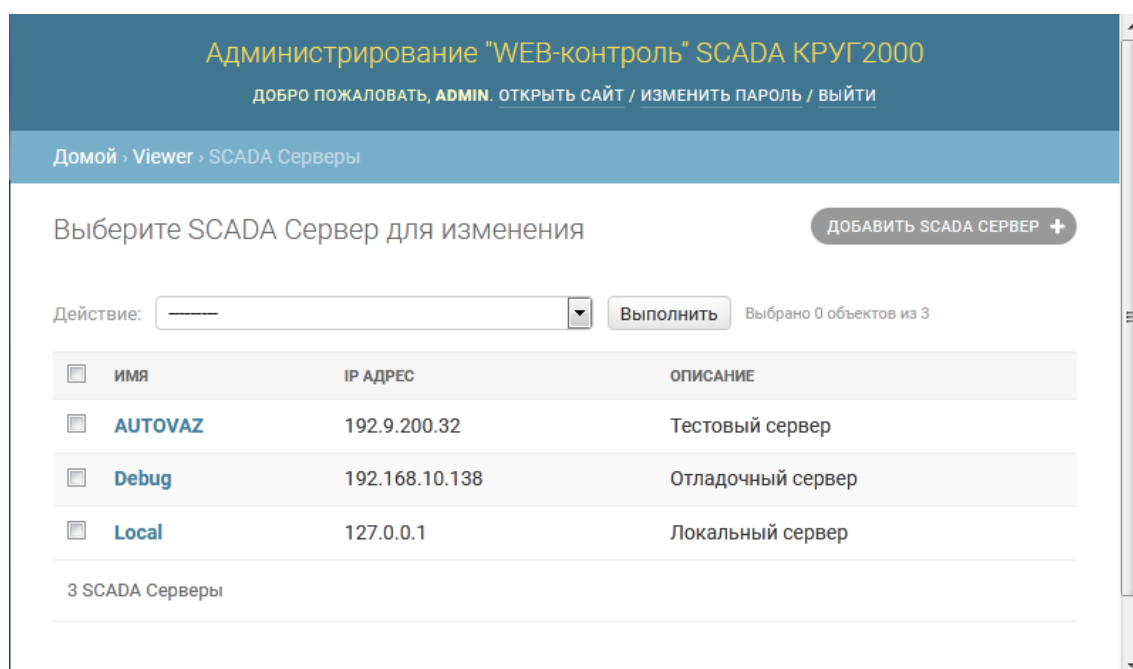 Администрирование "WEB-контроль" SCADA КРУГ2000
ДОБРО ПОЖАЛОВАТЬ, ADMIN. ОТКРЫТЬ САЙТ / ИЗМЕНИТЬ ПАРОЛЬ / ВЫЙТИ
Домой › Viewer › SCADA Серверы
Выберите SCADA Сервер для изменения ДОБАВИТЬ SCADA СЕРВЕР +
Действие: --------- Выполнить Выбрано 0 объектов из 3
ИМЯ IP АДРЕС ОПИСАНИЕ
AUTOVAZ 192.9.200.32 Тестовый сервер
Debug 192.168.10.138 Отладочный сервер
Local 127.0.0.1 Локальный сервер
3 SCADA Серверы